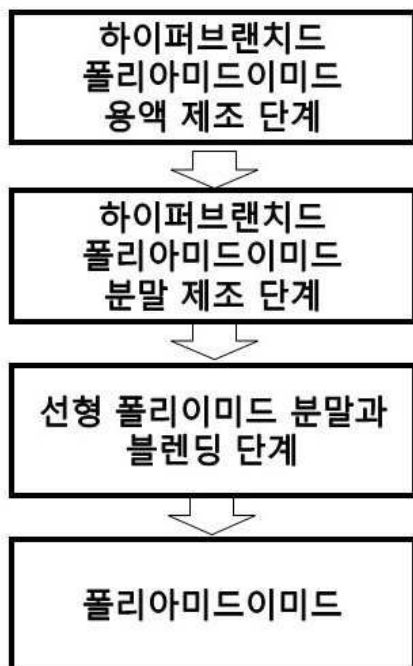 하이퍼브랜치드
폴리아미드이미드
용액 제조 단계
하이퍼브랜치드
폴리아미드이미드
분말 제조 단계
선형 폴리이미드 분말과
블렌딩 단계
폴리아미드이미드